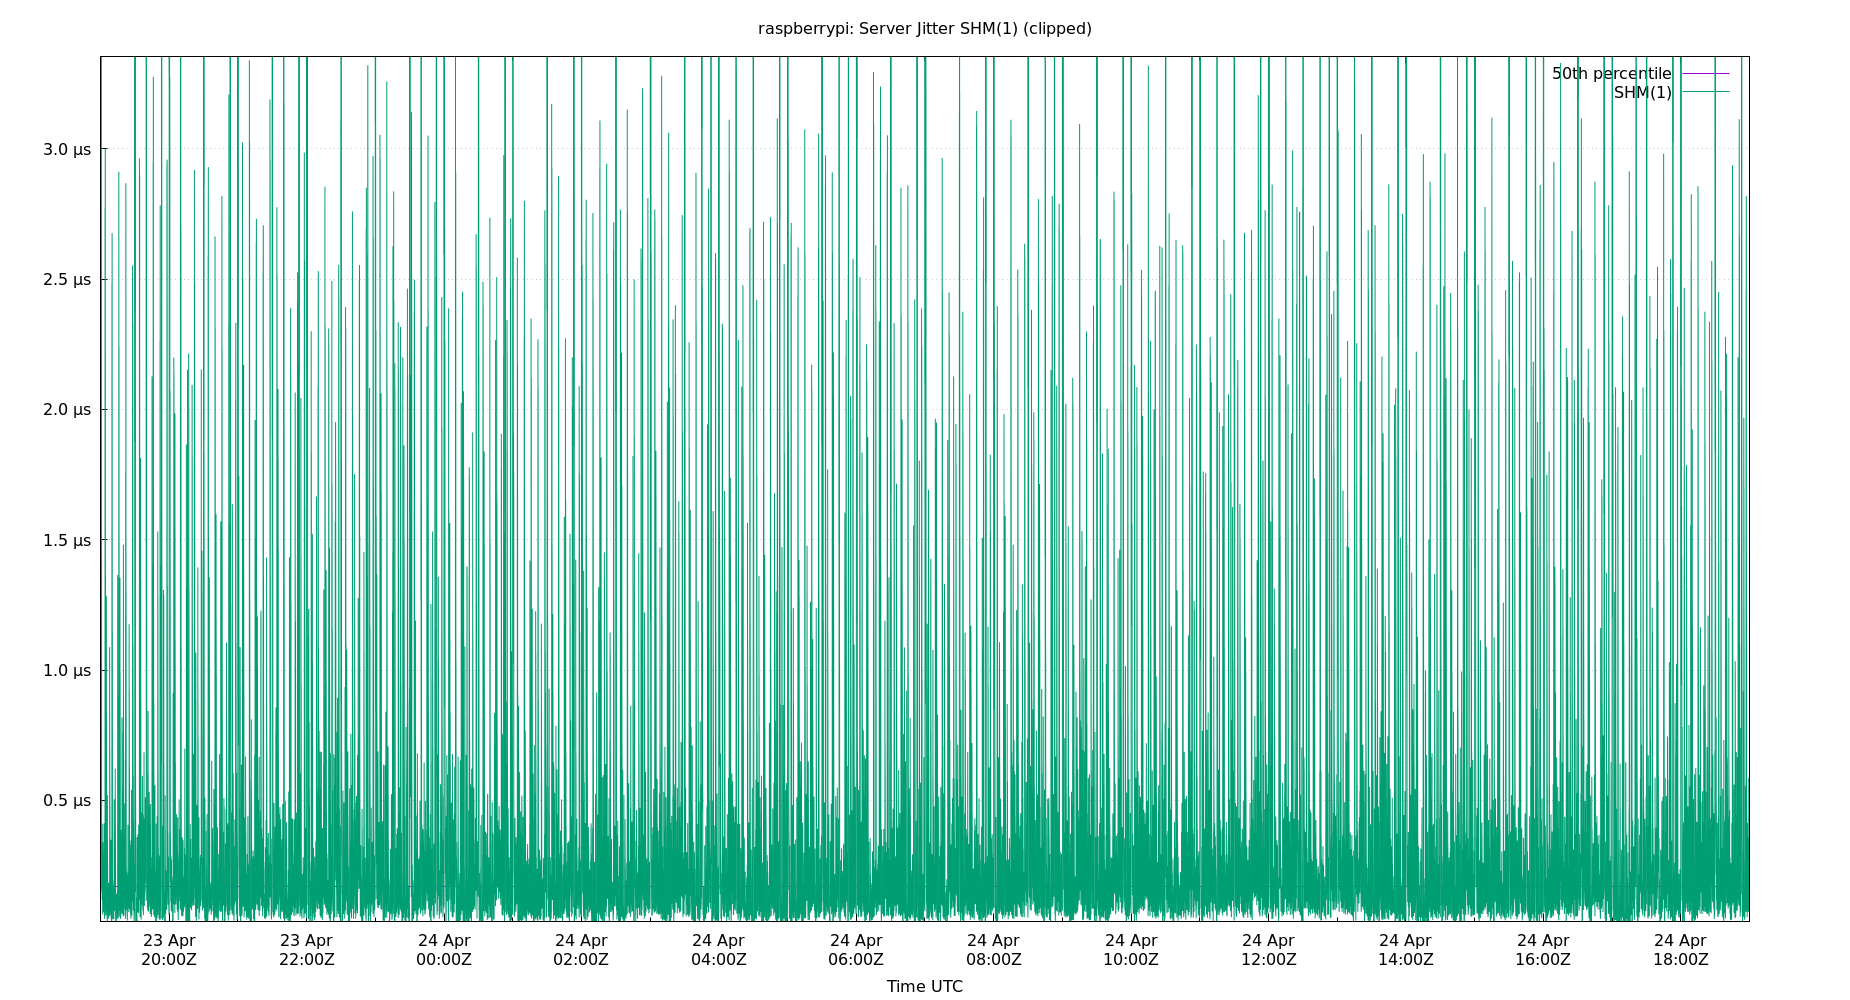 raspberrypi: Server Jitter SHM(1) (clipped)
50th percentile
SHM(1)
3.0 µs
2.5 µs
2.0 µs
1.5 µs
1.0 µs
0.5 µs
23 Apr 23 Apr 24 Apr 24 Apr 24 Apr 24 Apr 24 Apr 24 Apr 24 Apr 24 Apr 24 Apr 24 Apr
20:00Z 22:00Z 00:00Z 02:00Z 04:00Z 06:00Z 08:00Z 10:00Z 12:00Z 14:00Z 16:00Z 18:00Z
Time UTC